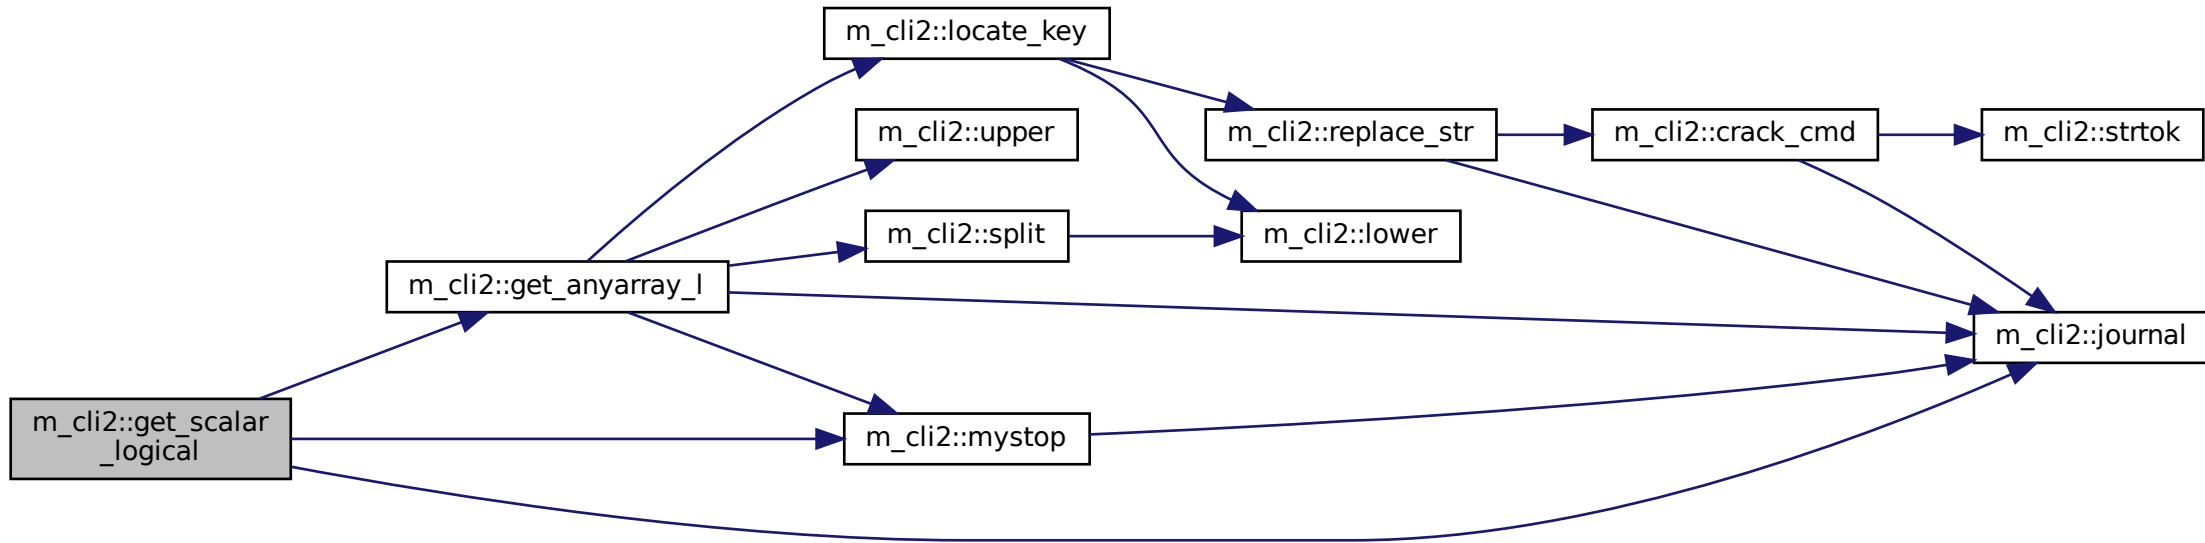 m_cli2::locate_key
m_cli2::upper
m_cli2::replace_str
m_cli2::crack_cmd
m_cli2::strtok
m_cli2::split
m_cli2::lower
m_cli2::get_anyarray_l
m_cli2::journal
m_cli2::get_scalar
_logical
m_cli2::mystop